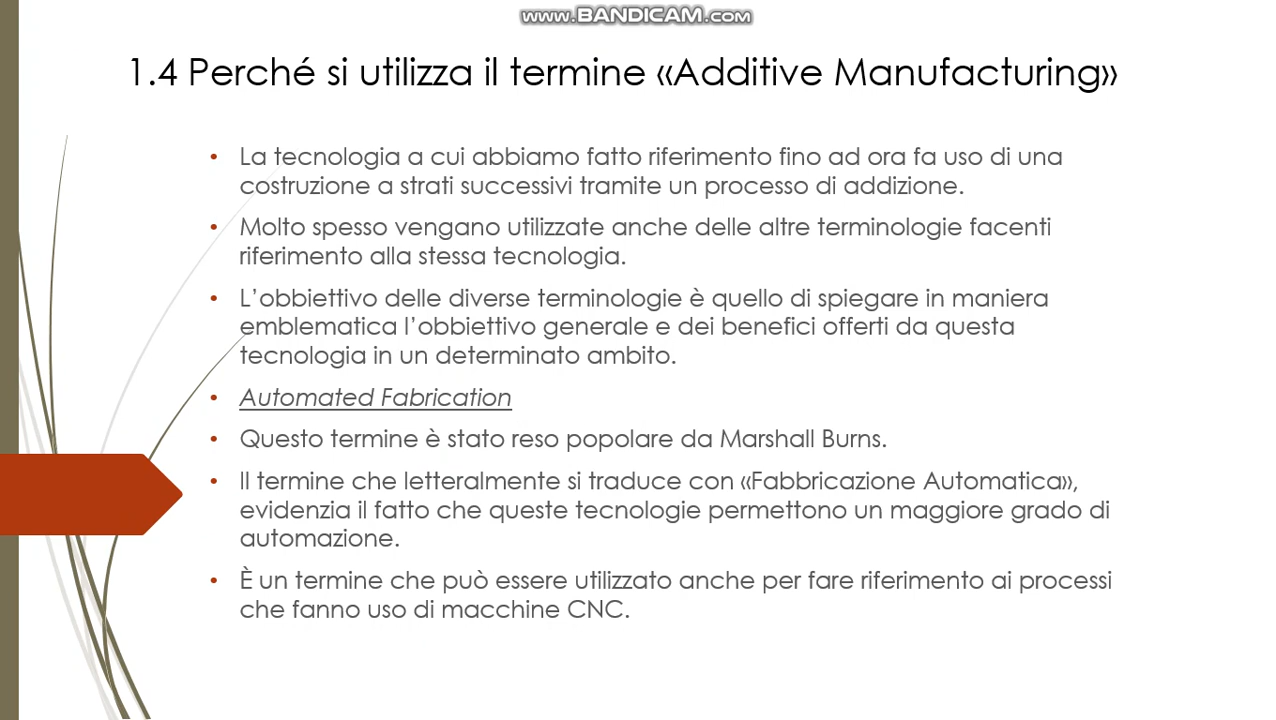 www.BANDICAM.com
1.4 Perché si utilizza il termine «Additive Manufacturing»
• La tecnologia a cui abbiamo fatto riferimento fino ad ora fa uso di una
costruzione a strati successivi tramite un processo di addizione.
• Molto spesso vengano utilizzate anche delle altre terminologie facenti
riferimento alla stessa tecnologia.
• L’obbiettivo delle diverse terminologie è quello di spiegare in maniera
emblematica l’obbiettivo generale e dei benefici offerti da questa
tecnologia in un determinato ambito.
• Automated Fabrication
• Questo termine è stato reso popolare da Marshall Burns.
• Il termine che letteralmente si traduce con «Fabbricazione Automatica»,
evidenzia il fatto che queste tecnologie permettono un maggiore grado di
automazione.
• È un termine che può essere utilizzato anche per fare riferimento ai processi
che fanno uso di macchine CNC.